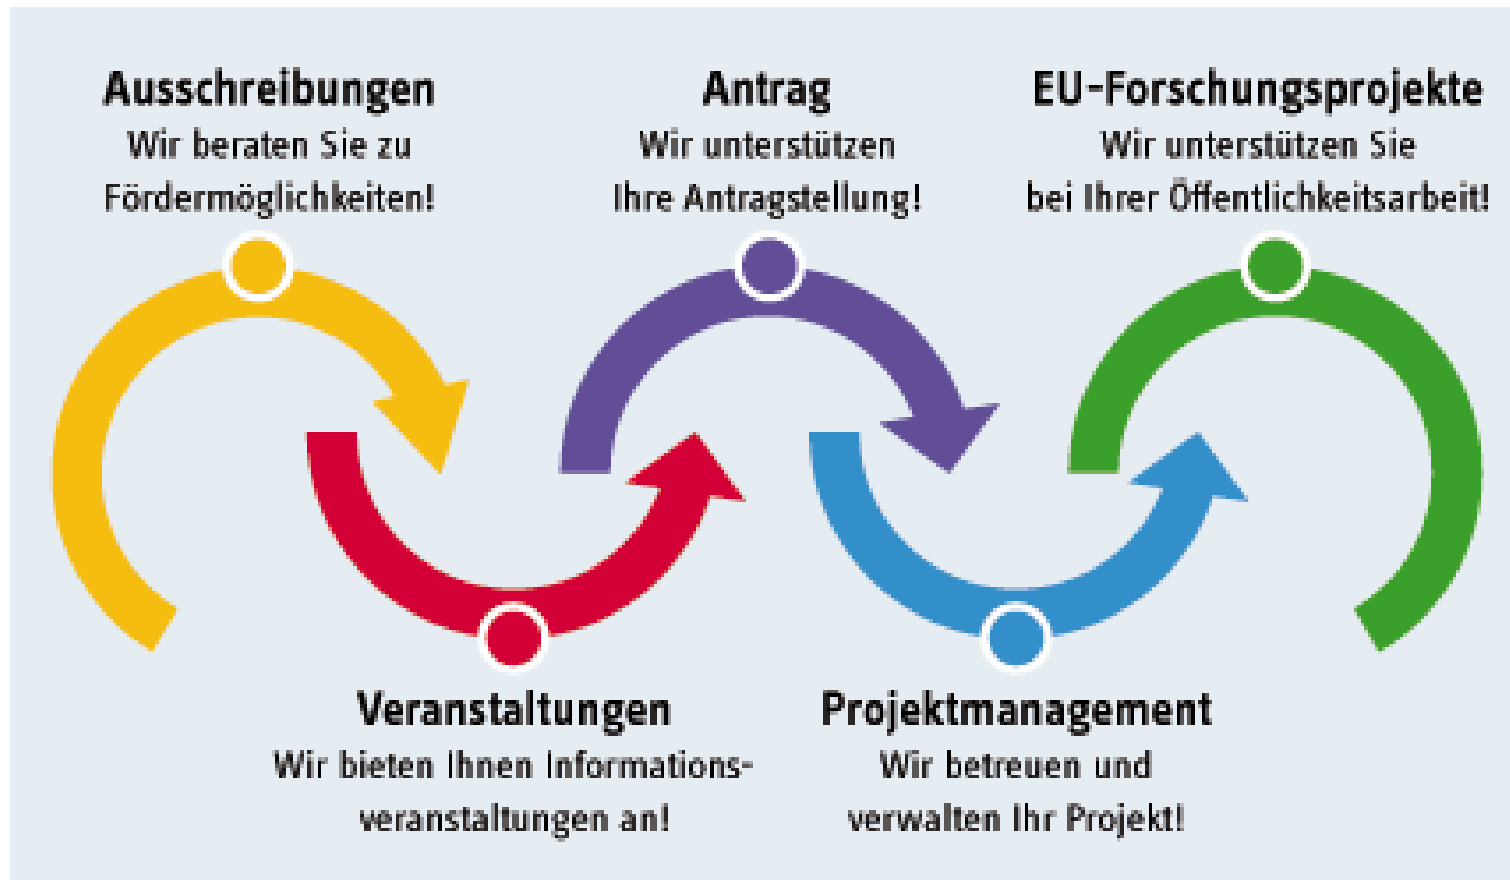 Ausschreibungen
Wir beraten Sie zu
Fördermöglichkeiten!
Antrag
Wir unterstützen
Ihre Antragstellung!
EU-Forschungsprojekte
Wir unterstützen Sie
bei Ihrer Öffentlichkeitsarbeit!
Veranstaltungen
Wir bieten Ihnen Informations-
veranstaltungen an!
Projektmanagement
Wir betreuen und
verwalten Ihr Projekt!